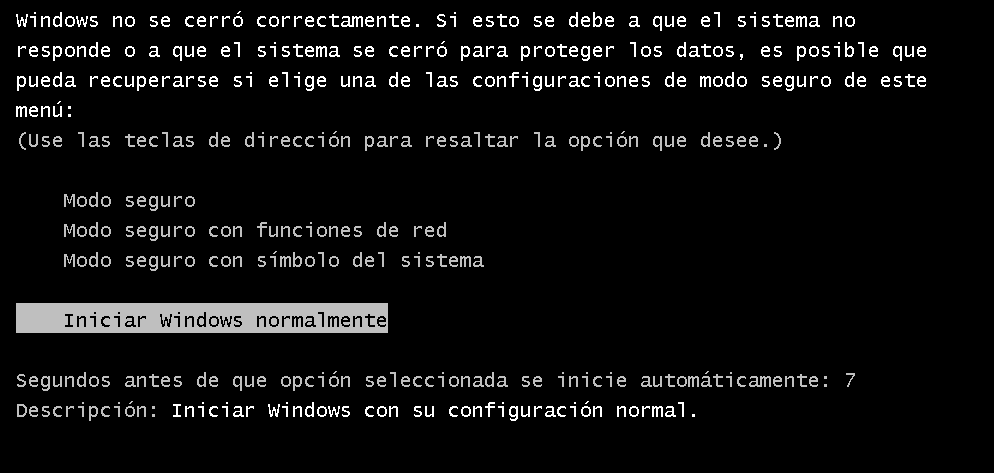 Windows no se cerró correctamente. Si esto se debe a que el sistema no
responde o a que el sistema se cerró para proteger los datos, es posible que
pueda recuperarse si elige una de las configuraciones de modo seguro de este
menú:
(Use las teclas de dirección para resaltar la opción que desee.)
Modo seguro
Modo seguro con funciones de red
Modo seguro con símbolo del sistema
Iniciar Windows normalmente
Segundos antes de que opción seleccionada se inicie automáticamente: 7
Descripción: Iniciar Windows con su configuración normal.